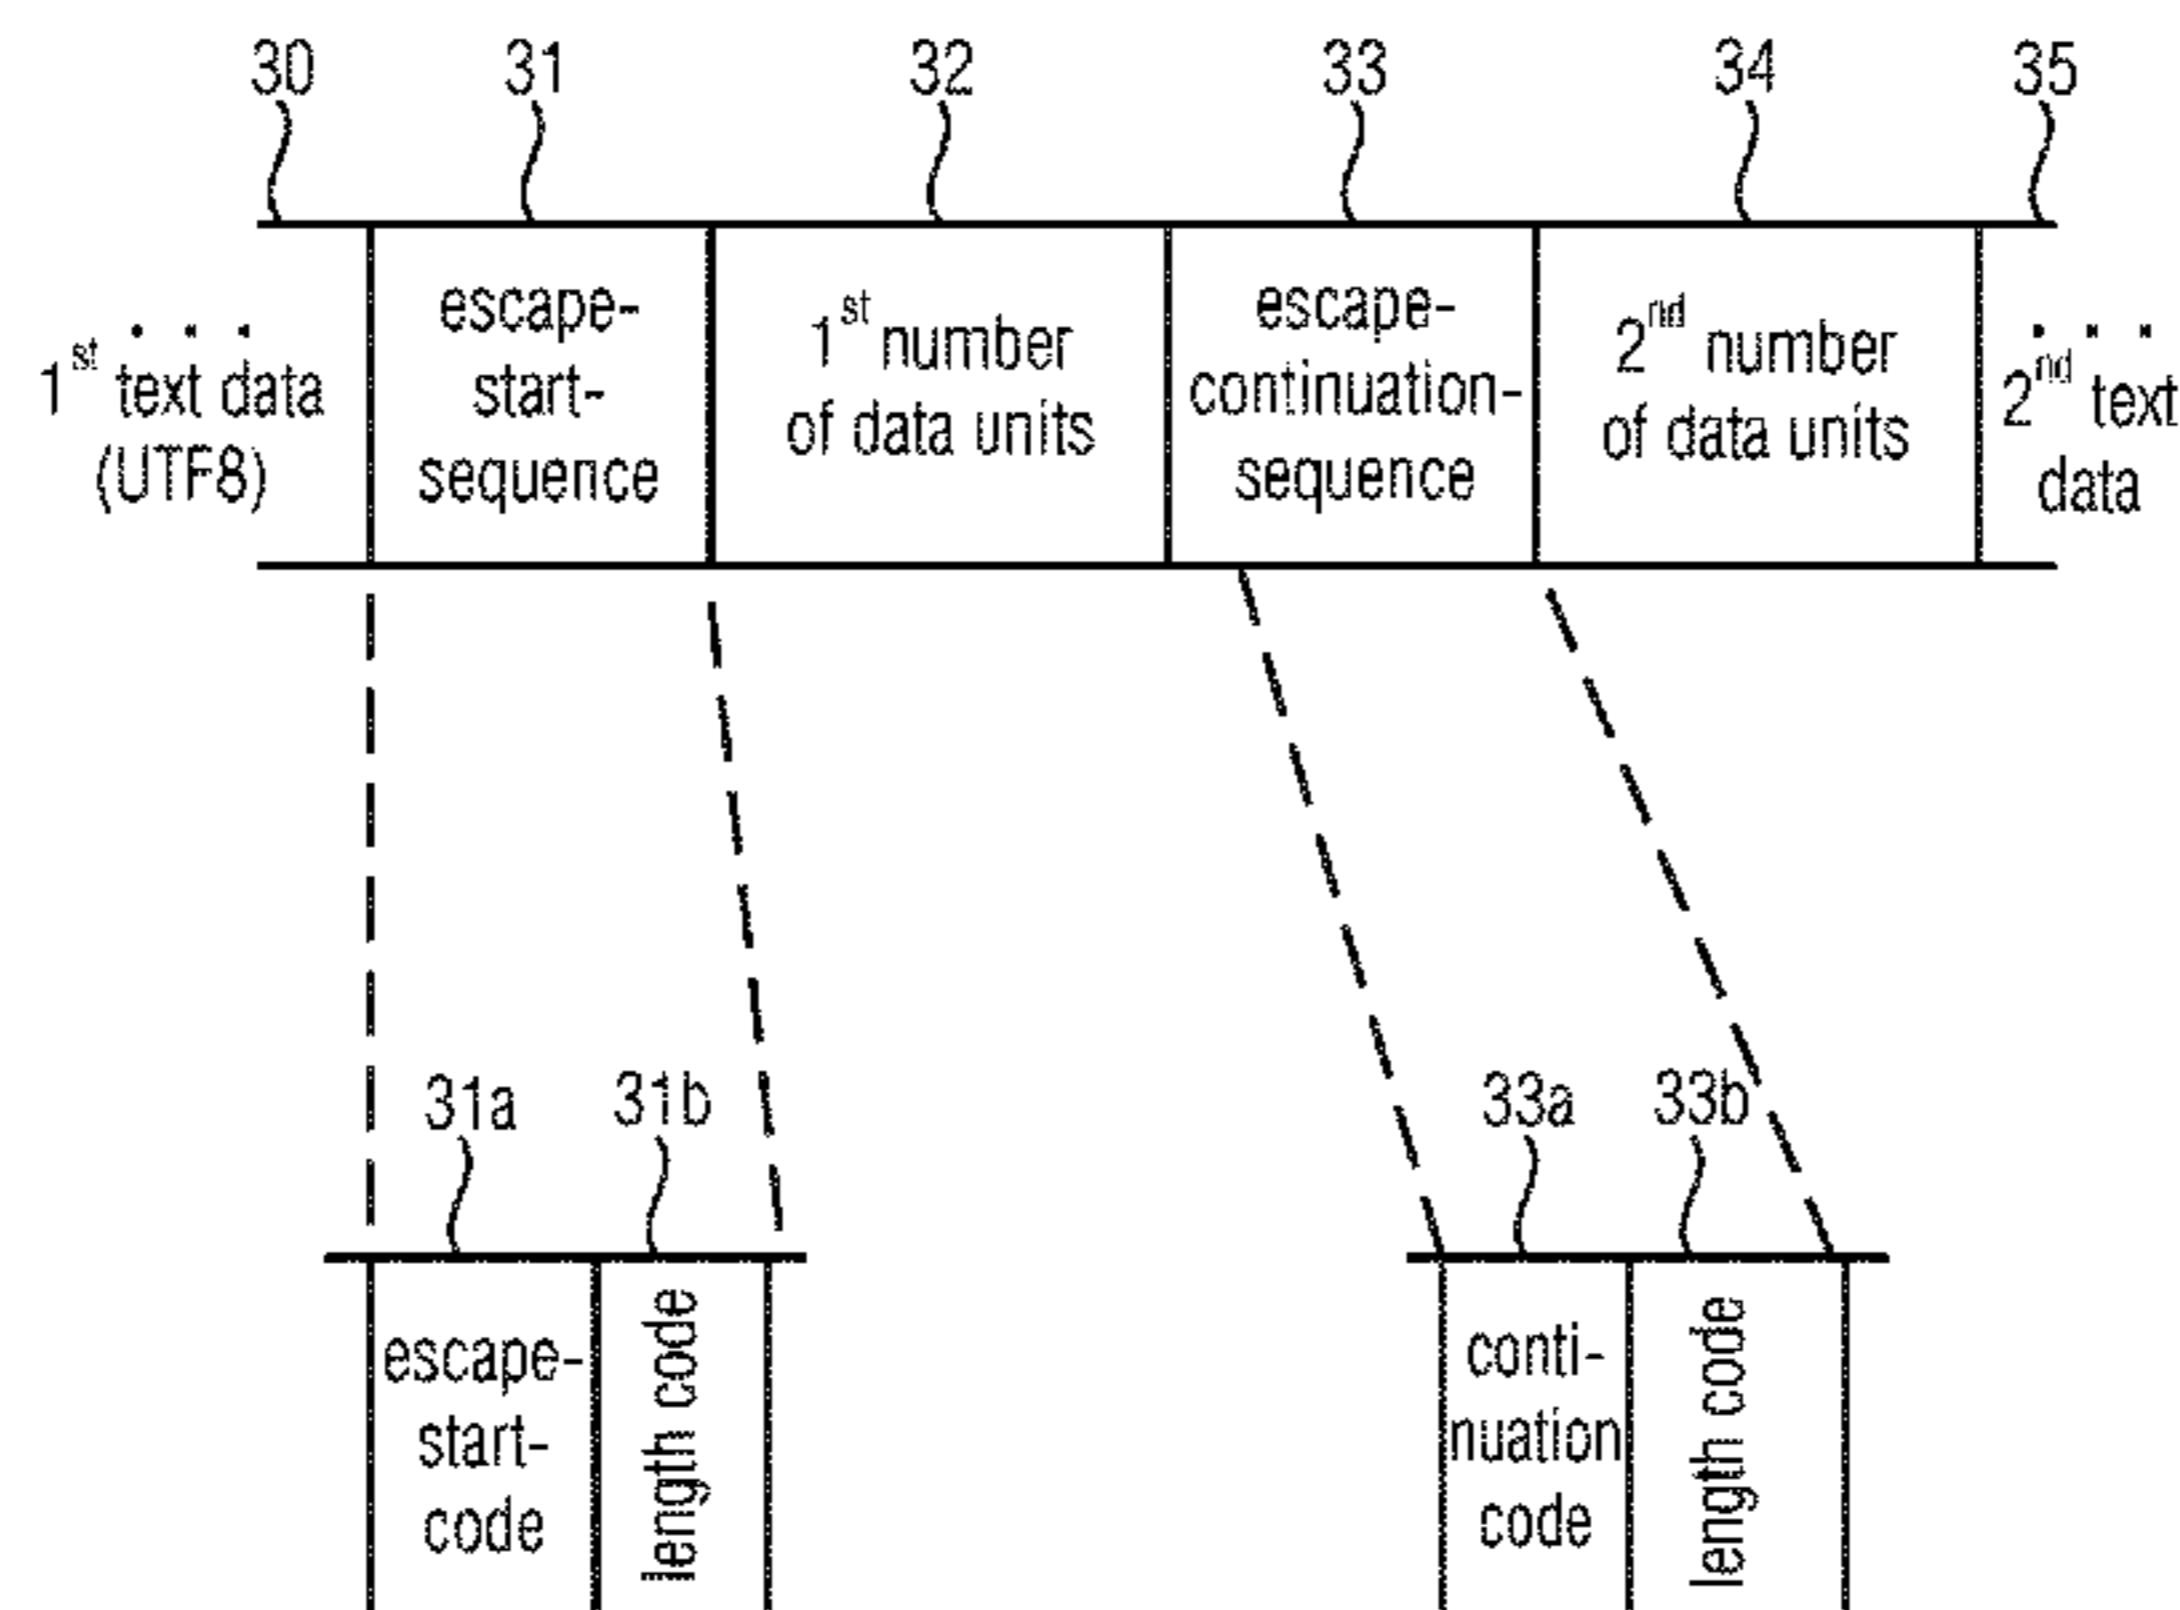 30 31 32 33 34 35
. . .
1st text data
(UTF8)
escape-
start-
sequence
1st number
of data units
escape-
continuation-
sequence
2nd number
of data units
. . .
2nd text
data
31a 31b 33a 33b
escape-
start-
code
length code
conti-
nuation
code
length code